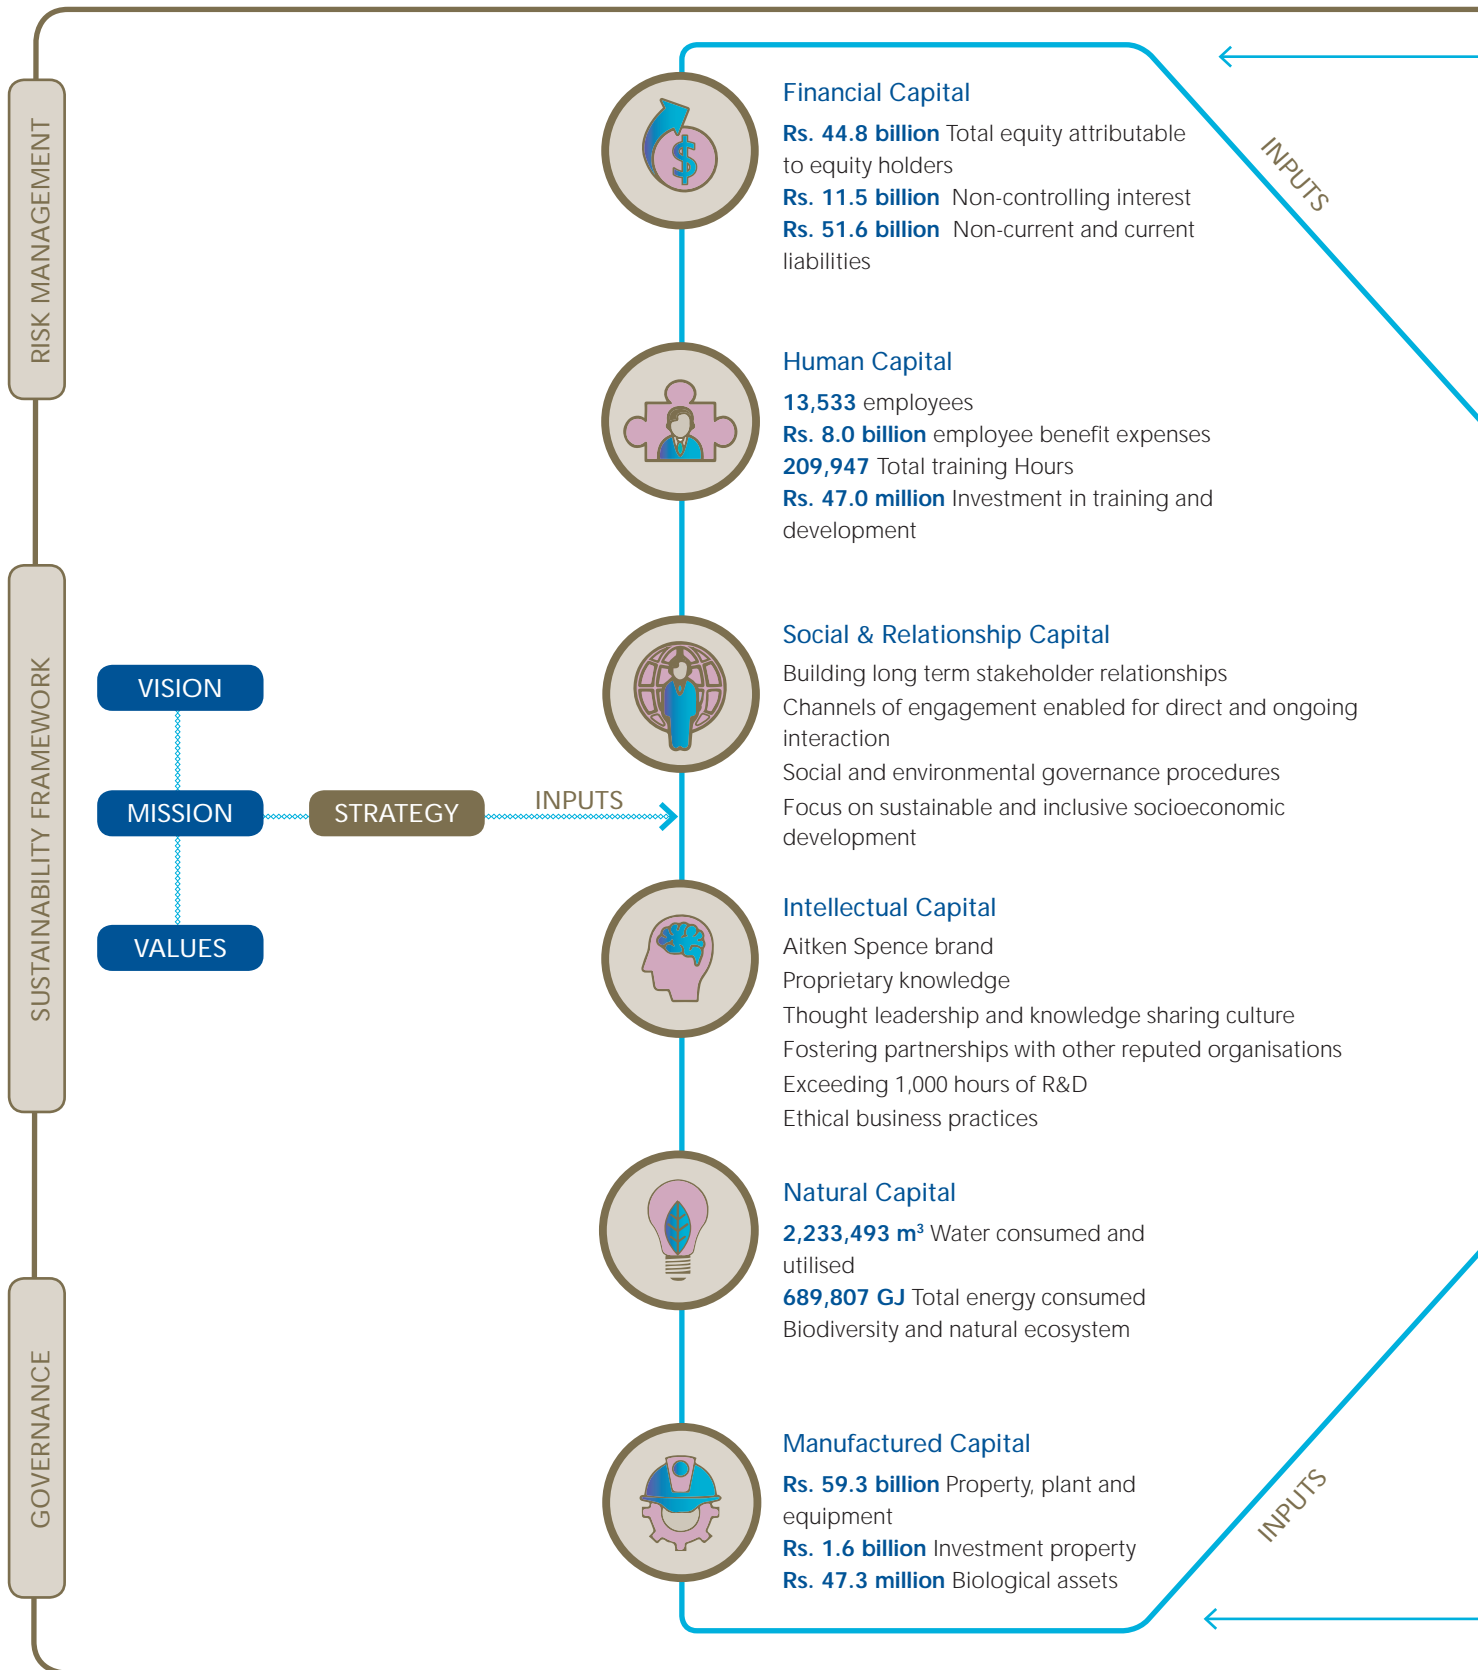 RISK MANAGEMENT
SUSTAINABILITY FRAMEWORK
GOVERNANCE
VISION
MISSION
VALUES
STRATEGY
INPUTS
Financial Capital
Rs. 44.8 billion Total equity attributable
to equity holders
Rs. 11.5 billion Non-controlling interest
Rs. 51.6 billion Non-current and current
liabilities
INPUTS
Human Capital
13,533 employees
Rs. 8.0 billion employee benefit expenses
209,947 Total training Hours
Rs. 47.0 million Investment in training and
development
Social & Relationship Capital
Building long term stakeholder relationships
Channels of engagement enabled for direct and ongoing
interaction
Social and environmental governance procedures
Focus on sustainable and inclusive socioeconomic
development
Intellectual Capital
Aitken Spence brand
Proprietary knowledge
Thought leadership and knowledge sharing culture
Fostering partnerships with other reputed organisations
Exceeding 1,000 hours of R&D
Ethical business practices
Natural Capital
2,233,493 m³ Water consumed and
utilised
689,807 GJ Total energy consumed
Biodiversity and natural ecosystem
Manufactured Capital
Rs. 59.3 billion Property, plant and
equipment
Rs. 1.6 billion Investment property
Rs. 47.3 million Biological assets
INPUTS